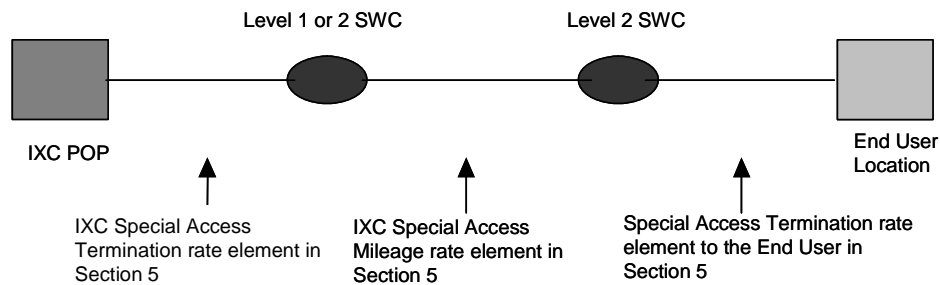 Level 1 or 2 SWC
Level 2 SWC
IXC POP
End User
Location
IXC Special Access
Termination rate element in
Section 5
IXC Special Access
Mileage rate element in
Section 5
Special Access Termination rate
element to the End User in
Section 5